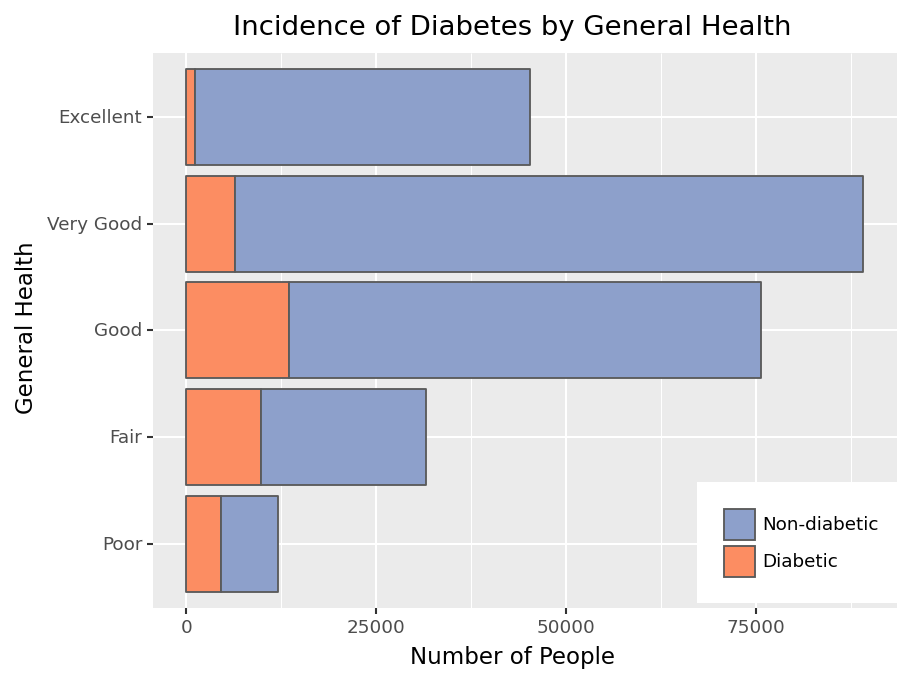 Incidence of Diabetes by General Health
Excellent
Very Good
Good
Fair
Poor
General Health
Non-diabetic
Diabetic
0 25000 50000 75000
Number of People